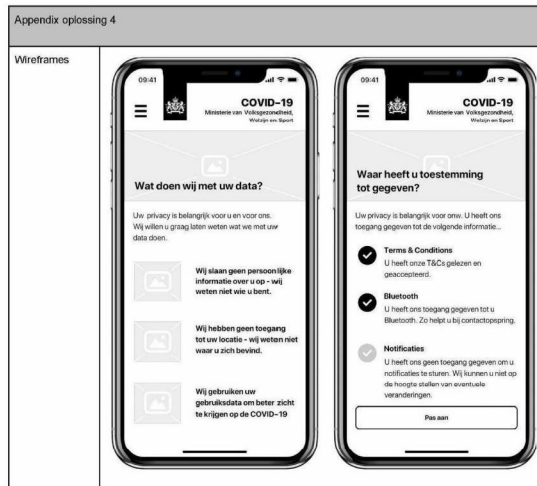 Appendix oplossing 4
Wireframes
09:41
COVID-19
Ministerie van Volksgezondheid,
Welzijn en Sport
Wat doen wij met uw data?
Uw privacy is belangrijk voor u en voor ons.
Wij willen u graag laten weten wat we met uw
data doen.
Wij slaan geen persoonlijke
informatie over u op - wij
weten niet wie u bent.
Wij hebben geen toegang
tot uw locatie - wij weten niet
waar u zich bevind.
Wij gebruiken uw
gebruiksdata om beter zicht
te krijgen op de COVID-19
09:41
COVID-19
Ministerie van Volksgezondheid,
Welzijn en Sport
Waar heeft u toestemming
tot gegeven?
Uw privacy is belangrijk voor onw. U heeft ons
toegang gegeven tot de volgende informatie...
Terms & Conditions
U heeft onze T&Cs gelezen en
geaccepteerd.
Bluetooth
U heeft ons toegang gegeven tot u
Bluetooth. Zo helpt u bij contactopspring.
Notificaties
U heeft ons geen toegang gegeven om u
notificaties te sturen. Wij kunnen u niet op
de hoogte stellen van eventuele
veranderingen.
Pas aan